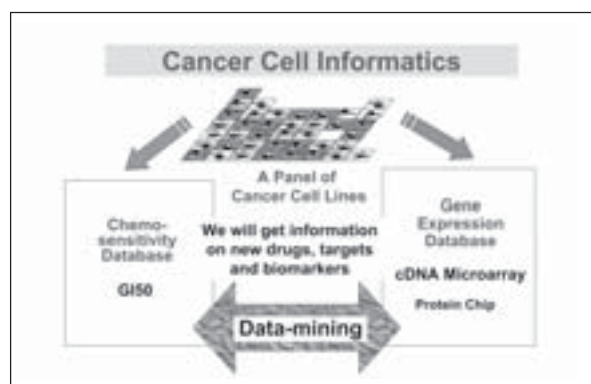 Cancer Cell Informatics
A Panel of
Cancer Cell Lines
Chemo-
sensitivity
Database
GI50
We will get information
on new drugs, targets
and biomarkers
Gene
Expression
Database
cDNA Microarray
Protein Chip
Data-mining